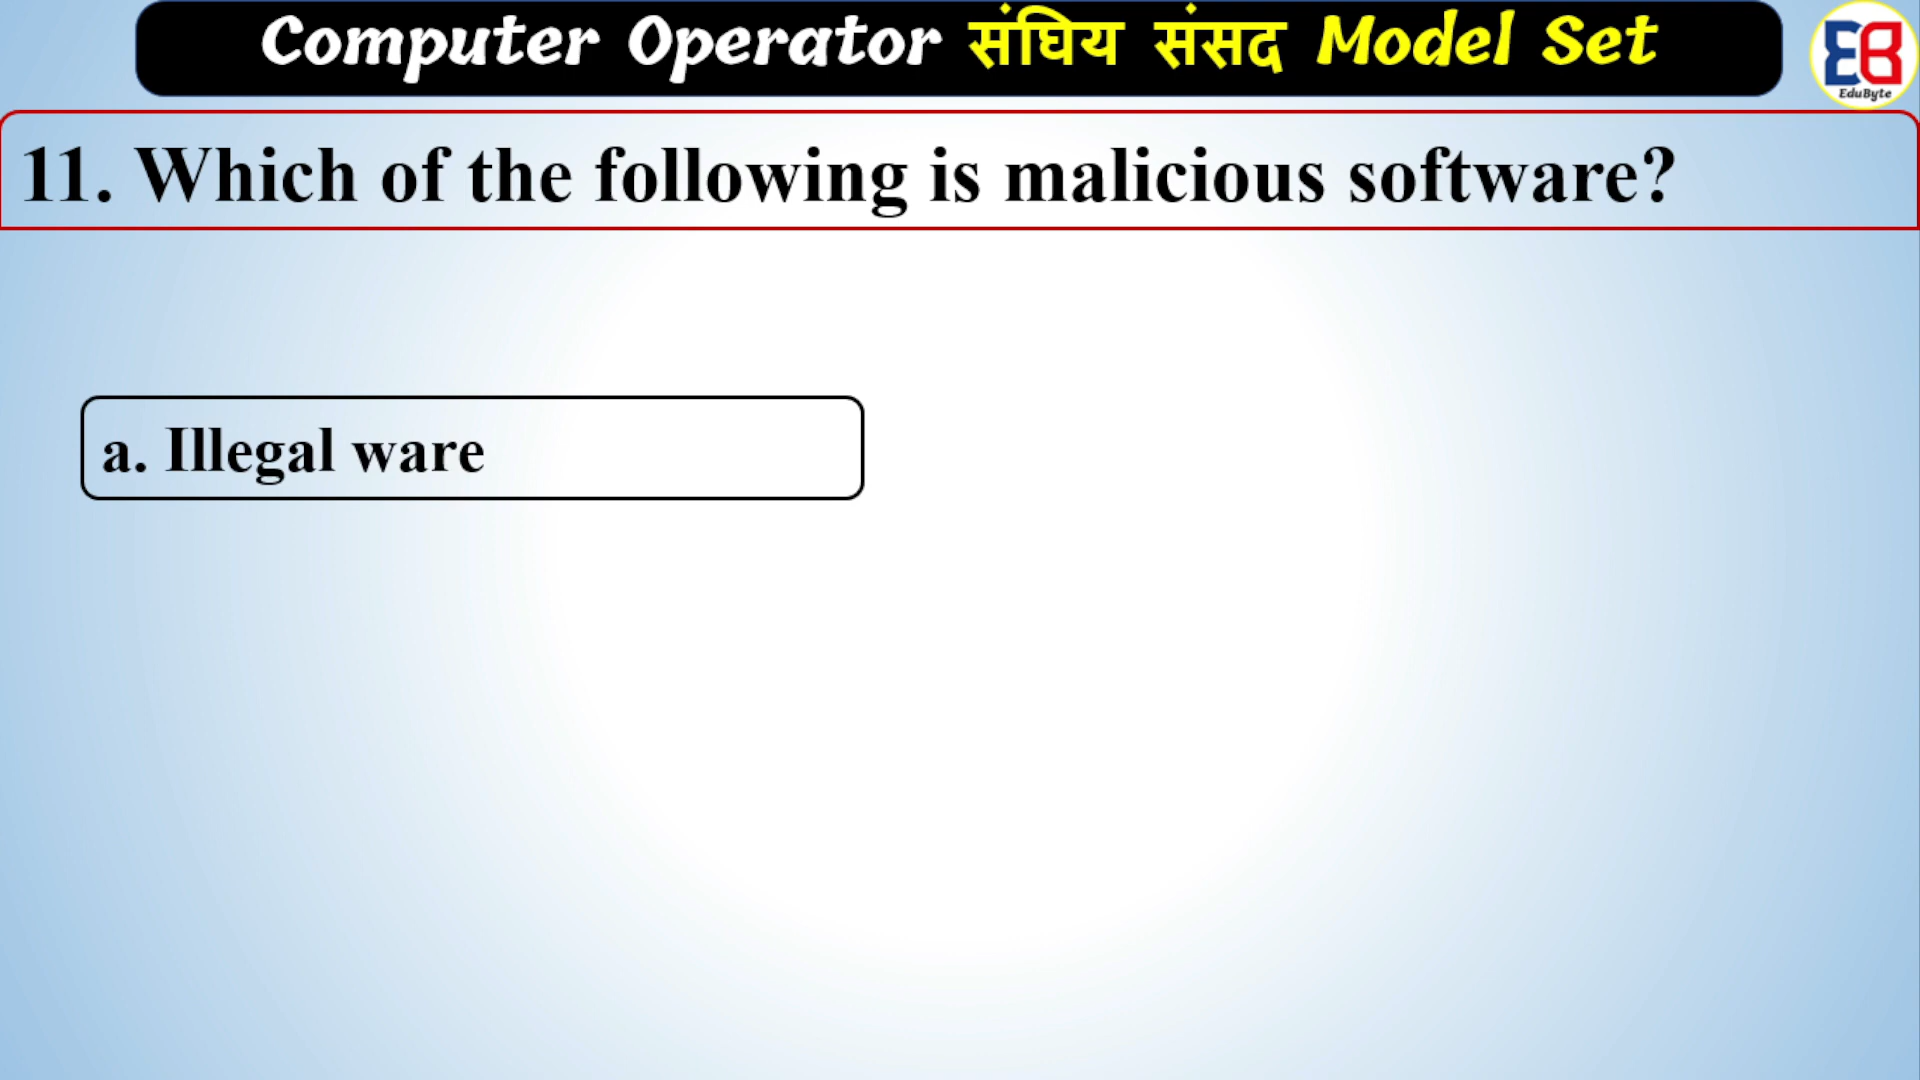 Computer Operator संघिय संसद Model Set
EB
EduByte
11. Which of the following is malicious software?
a. Illegal ware